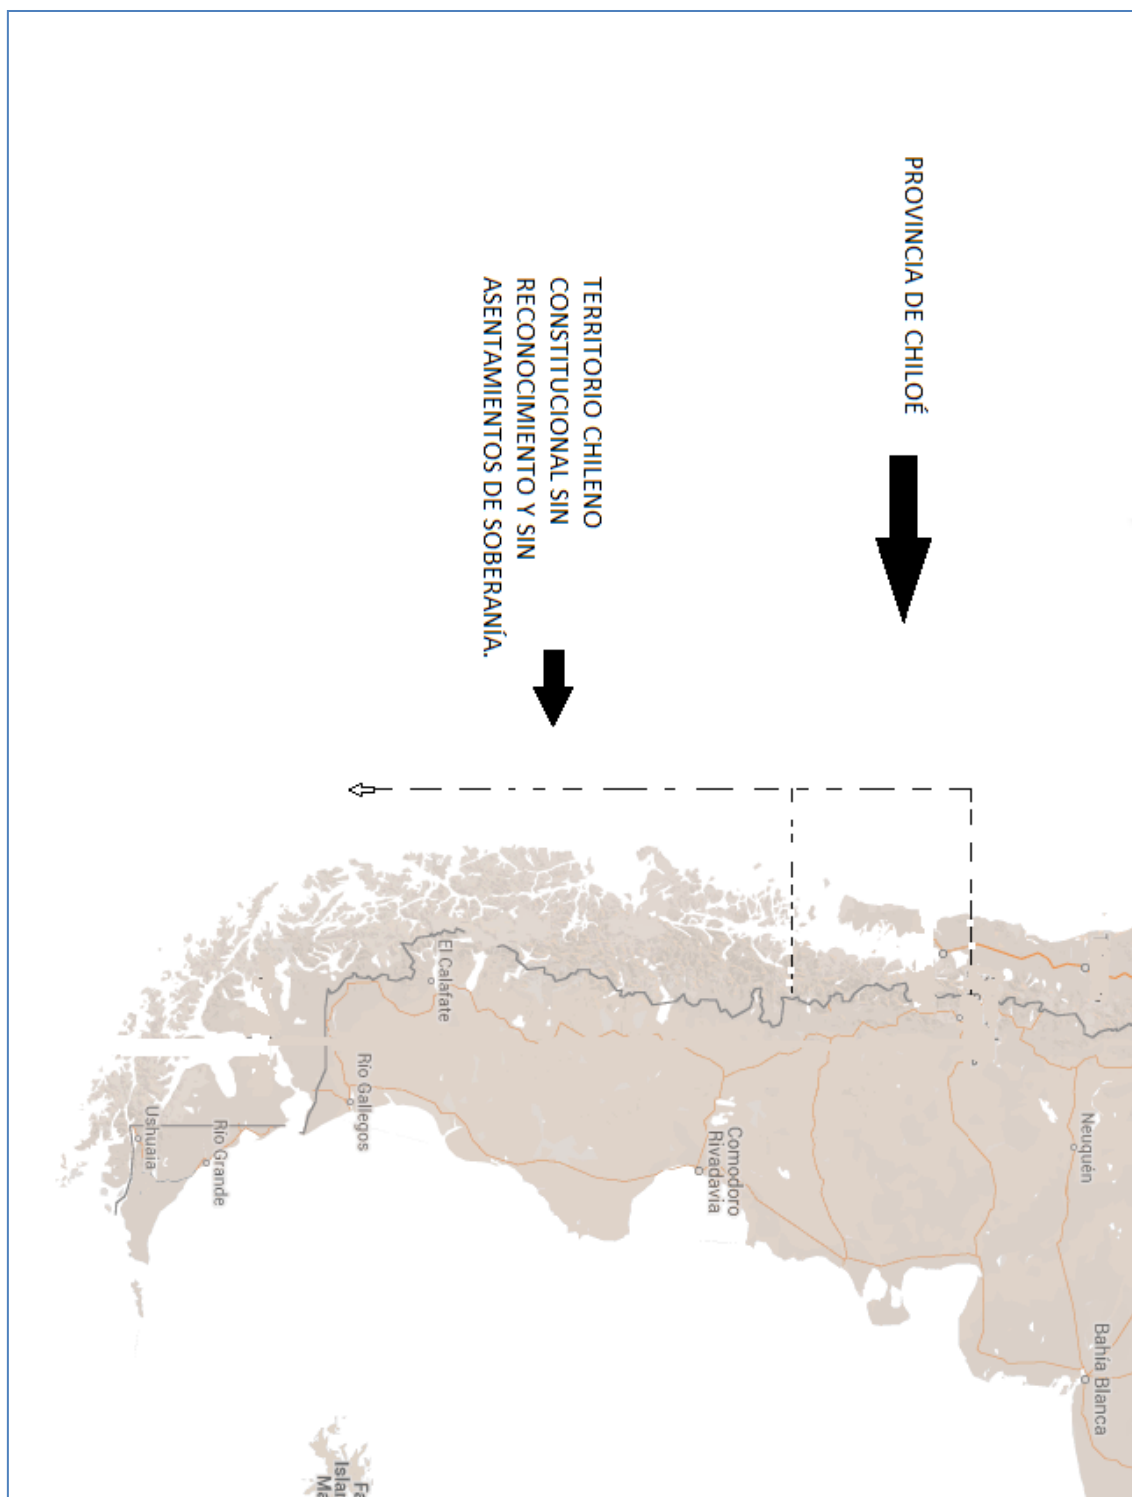 PROVINCIA DE CHILOÉ
TERRITORIO CHILENO
CONSTITUCIONAL SIN
RECONOCIMIENTO Y SIN
ASENTAMIENTOS DE SOBERANÍA.
Neuquén
Bahía Blanca
Comodoro
Rivadavia
El Calafate
Río Gallegos
Río Grande
Ushuaia